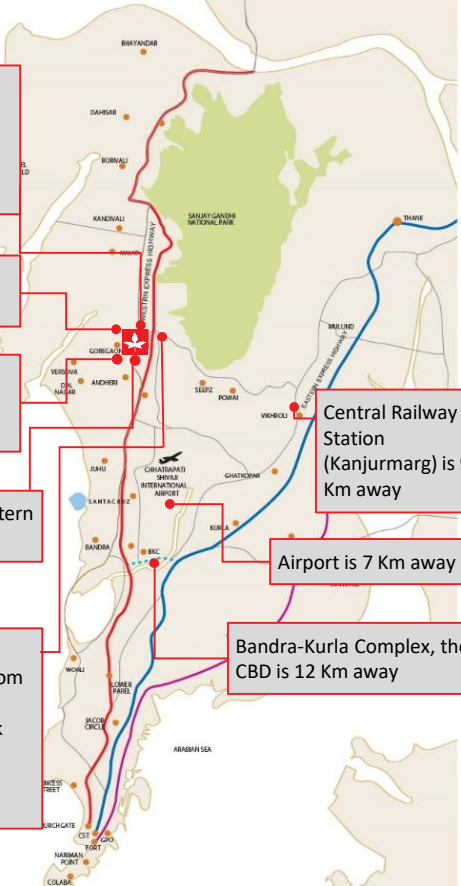 BHAYANDAR
DAHISAR
BORIVALI
KANDIVALI
SANJAY GANDHI
NATIONAL PARK
THANE
MALAD
WESTERN EXPRESS HIGHWAY
MULUND
EASTERN EXPRESS HIGHWAY
GOREGAON
VERSOVA
NAGAR
ANDHERI
SEEPZ
POWAI
VIKHROLI
Central Railway
Station
(Kanjurmarg) is
Km away
JUHU
CHHATRAPATI
SHIVAJI
INTERNATIONAL
AIRPORT
GHATKOPAR
SANTACRUZ
KURLA
BANDRA
BKC
Airport is 7 Km away
Bandra-Kurla Complex, the
CBD is 12 Km away
WORLI
LOWER
PAREL
JACOB
CIRCLE
ARABIAN SEA
CST
GPO
FORT
NARIMAN
POINT
COLABA